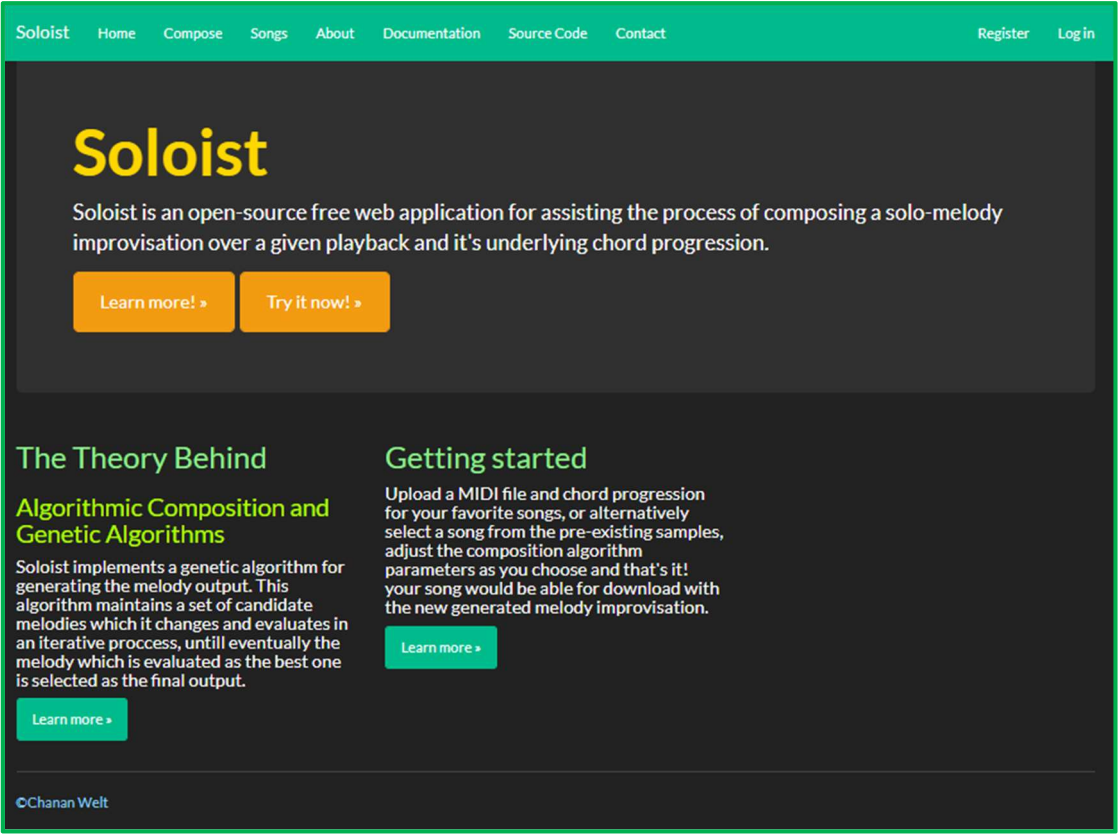 Soloist Home Compose Songs About Documentation Source Code Contact Register Log in
Soloist
Soloist is an open-source free web application for assisting the process of composing a solo-melody
improvisation over a given playback and it's underlying chord progression.
Learn more! » Try it now! »
The Theory Behind
Algorithmic Composition and
Genetic Algorithms
Soloist implements a genetic algorithm for
generating the melody output. This
algorithm maintains a set of candidate
melodies which it changes and evaluates in
an iterative proccess, untill eventually the
melody which is evaluated as the best one
is selected as the final output.
Learn more »
Getting started
Upload a MIDI file and chord progression
for your favorite songs, or alternatively
select a song from the pre-existing samples,
adjust the composition algorithm
parameters as you choose and that's it!
your song would be able for download with
the new generated melody improvisation.
Learn more »
©Chanan Welt